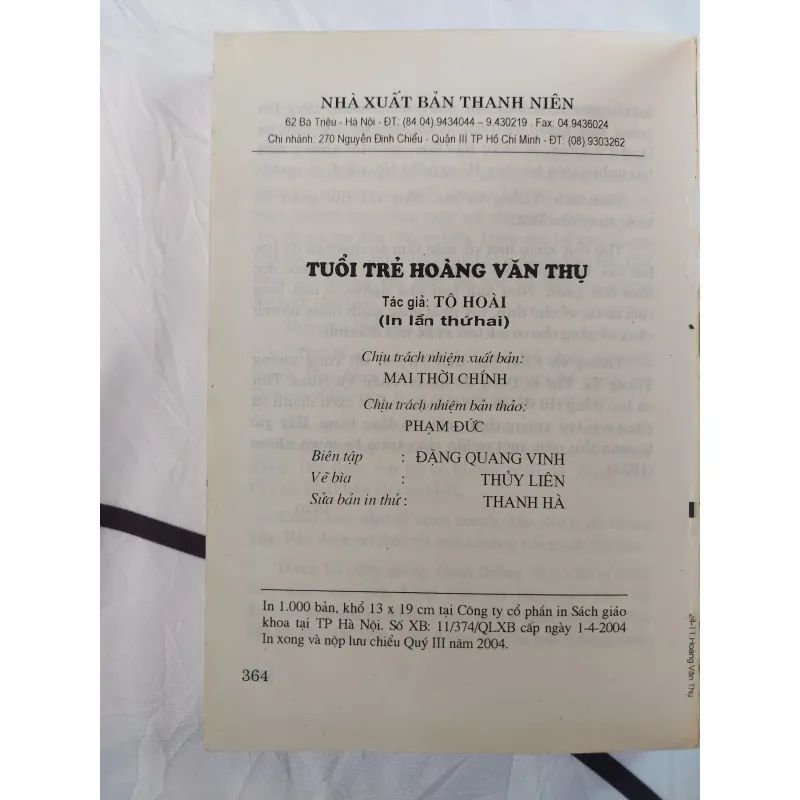 NHÀ XUẤT BẢN THANH NIÊN
62 Bà Triệu - Hà Nội - ĐT: (84.04).9434044 – 9.430219 . Fax: 04.9436024
Chi nhánh: 270 Nguyễn Đình Chiểu - Quận III TP Hồ Chí Minh - ĐT: (08).9303262
TUỔI TRẺ HOÀNG VĂN THỤ
Tác giả: TÔ HOÀI
(In lần thứ hai)
Chịu trách nhiệm xuất bản:
MAI THỜI CHÍNH
Chịu trách nhiệm bản thảo:
PHẠM ĐỨC
Biên tập : ĐẶNG QUANG VINH
Vẽ bìa : THỦY LIÊN
Sửa bản in thử : THANH HÀ
In 1.000 bản, khổ 13 x 19 cm tại Công ty cổ phần in Sách giáo
khoa tại TP Hà Nội. Số XB: 11/374/QLXB cấp ngày 1-4-2004
In xong và nộp lưu chiểu Quý III năm 2004.
364
24-TT.Hoàng Văn Thụ